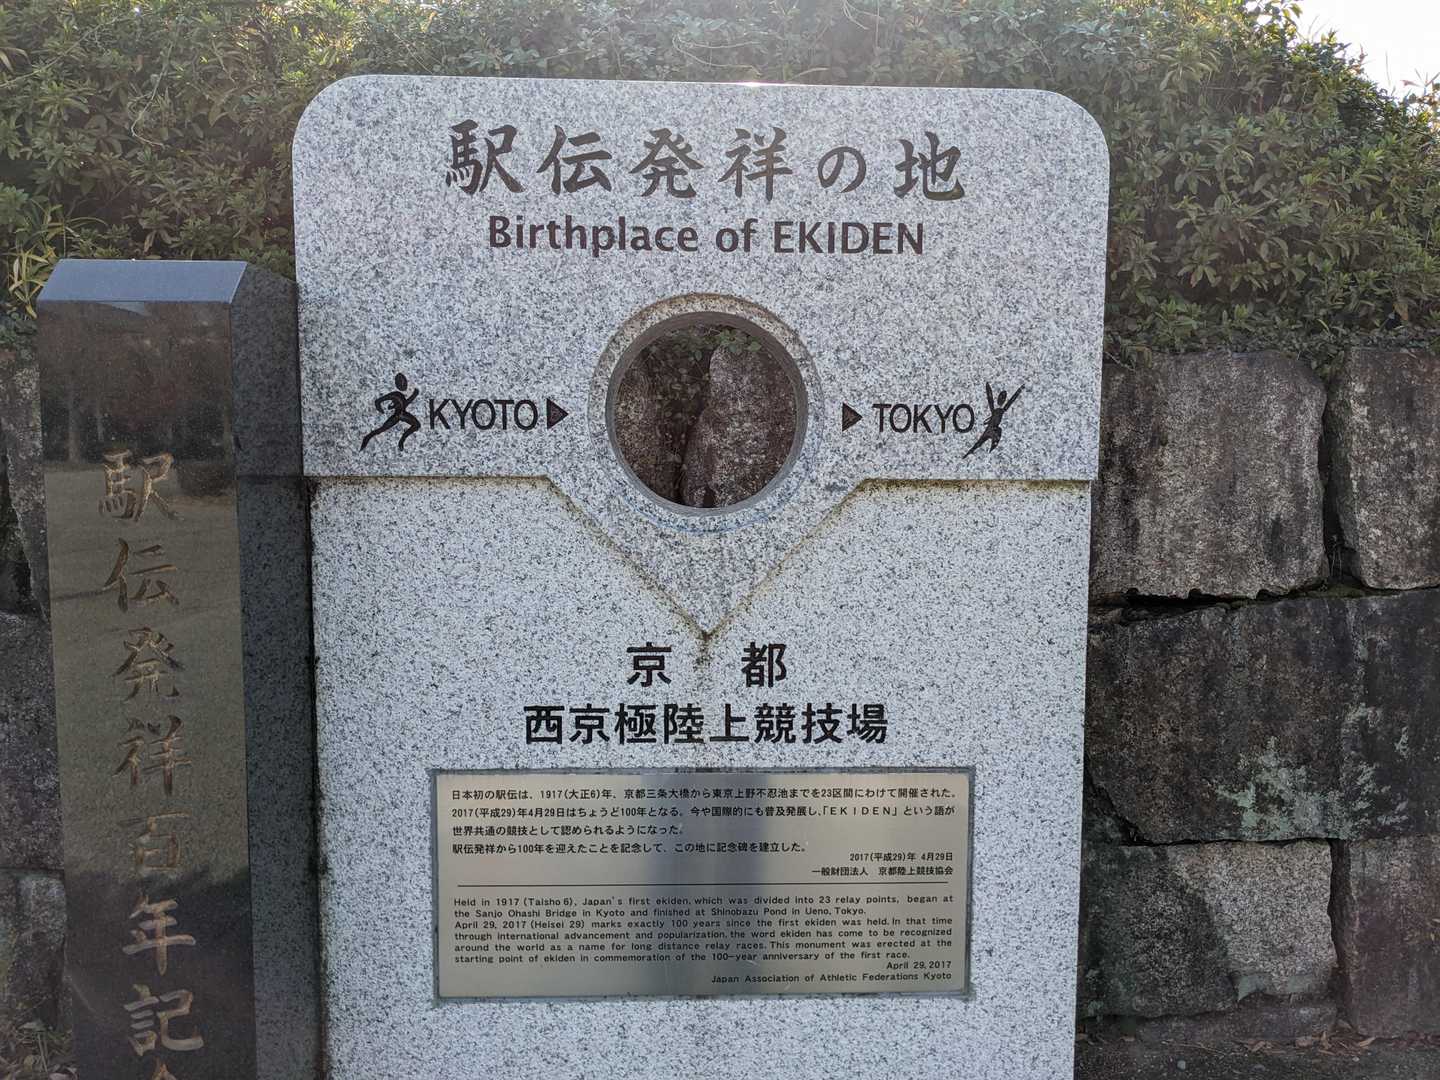 駅伝発祥の地
Birthplace of EKIDEN
KYOTO▶
▶TOKYO
京都
西京極陸上競技場
日本初の駅伝は、1917(大正6)年、京都三条大橋から東京上野不忍池までを23区間にわけて開催された。
2017(平成29)年4月29日はちょうど100年となる。今や国際的にも普及発展し、「EKIDEN」という語が
世界共通の競技として認められるようになった。
駅伝発祥から100年を迎えたことを記念して、この地に記念碑を建立した。
2017(平成29)年 4月29日
一般財団法人 京都陸上競技協会
Held in 1917 (Taisho 6), Japan's first ekiden, which was divided into 23 relay points, began at
the Sanjo Ohashi Bridge in Kyoto and finished at Shinobazu Pond in Ueno, Tokyo.
April 29, 2017 (Heisei 29) marks exactly 100 years since the first ekiden was held. In that time
through international advancement and popularization, the word ekiden has come to be recognized
around the world as a name for long distance relay races. This monument was erected at the
starting point of ekiden in commemoration of the 100-year anniversary of the first race.
April 29, 2017
Japan Association of Athletic Federations Kyoto
駅伝発祥百年記